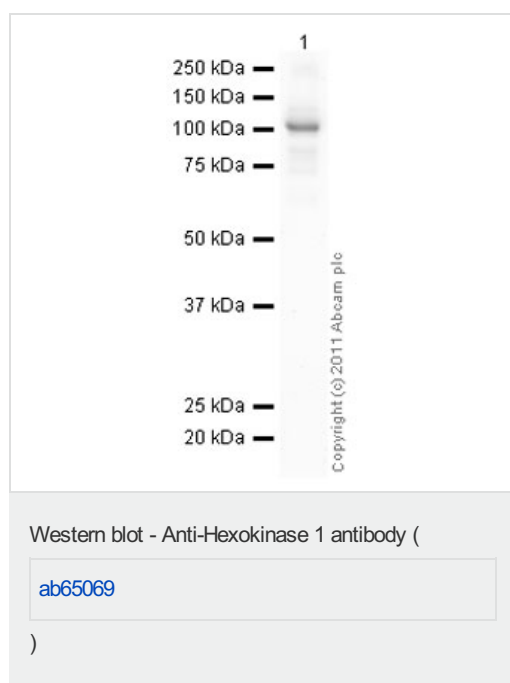 1
250 kDa
150 kDa
100 kDa
75 kDa
50 kDa
37 kDa
25 kDa
20 kDa
Copyright (c) 2011 Abcam plc
Western blot - Anti-Hexokinase 1 antibody (
ab65069
)